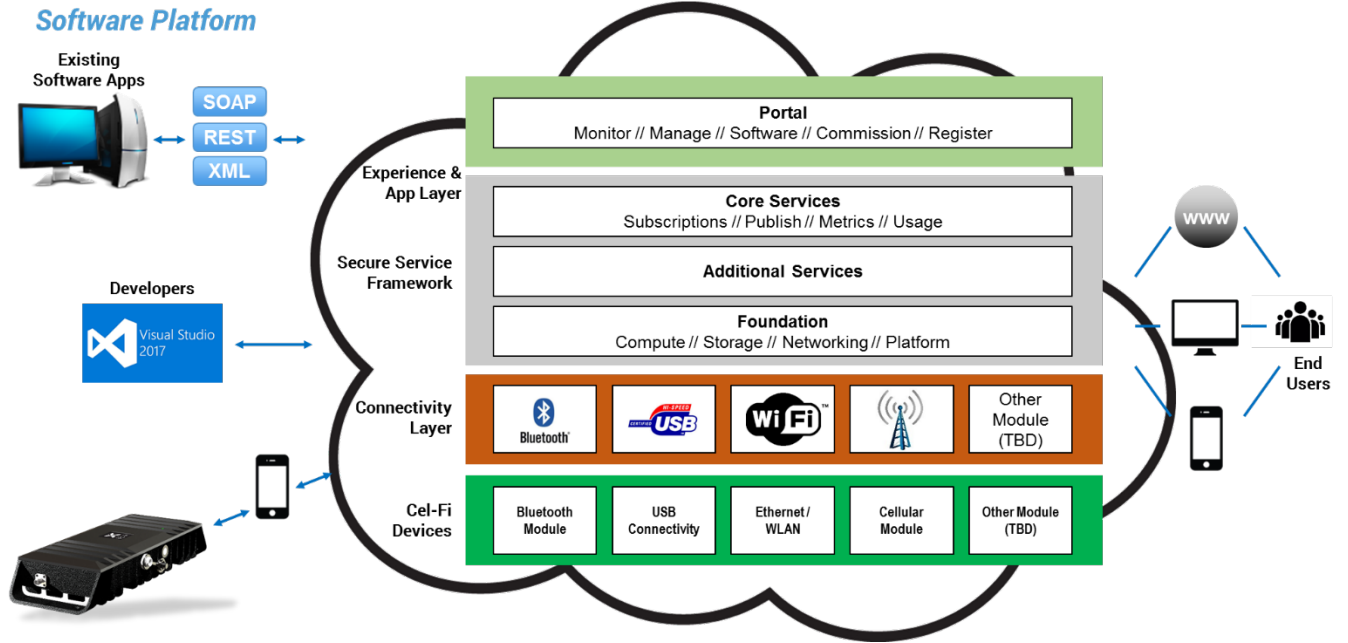 Software Platform
Existing
Software Apps
SOAP
REST
XML
Developers
Visual Studio
2017
Experience &
App Layer
Secure Service
Framework
Connectivity
Layer
Cel-Fi
Devices
Portal
Monitor // Manage // Software // Commission // Register
Core Services
Subscriptions // Publish // Metrics // Usage
Additional Services
Foundation
Compute // Storage // Networking // Platform
Bluetooth
HI-SPEED
CERTIFIED USB
Wi Fi™
Other
Module
(TBD)
Bluetooth
Module
USB
Connectivity
Ethernet /
WLAN
Cellular
Module
Other Module
(TBD)
www
End
Users